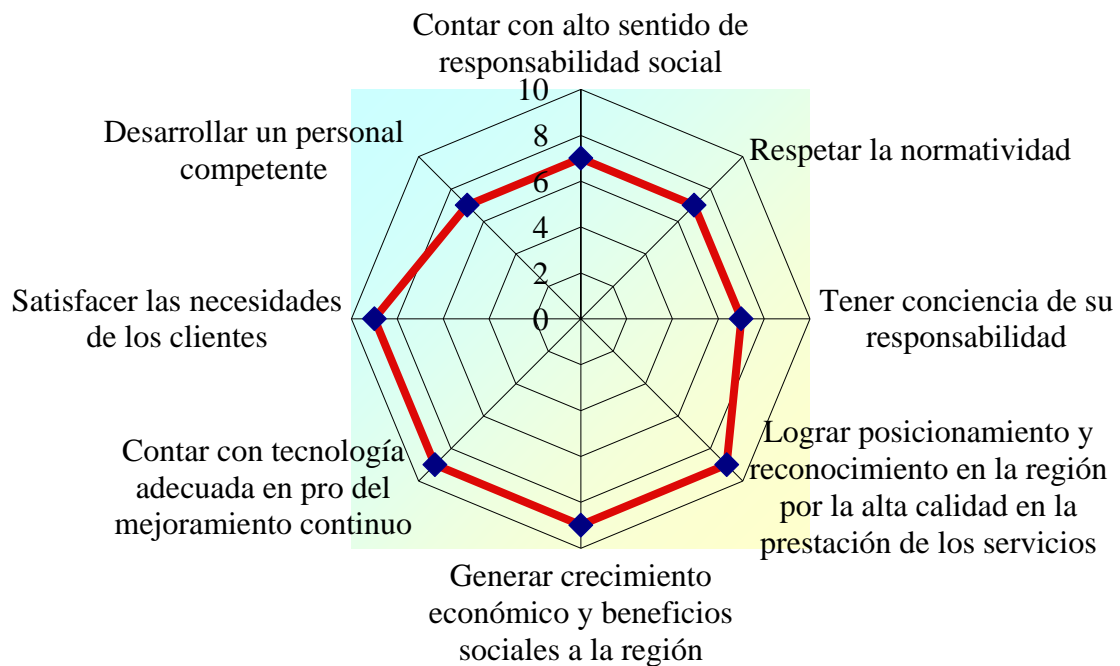 Contar con alto sentido de
responsabilidad social
Respetar la normatividad
Tener conciencia de su
responsabilidad
Lograr posicionamiento y
reconocimiento en la región
por la alta calidad en la
prestación de los servicios
Generar crecimiento
económico y beneficios
sociales a la región
Contar con tecnología
adecuada en pro del
mejoramiento continuo
Satisfacer las necesidades
de los clientes
Desarrollar un personal
competente
10
8
6
4
2
0